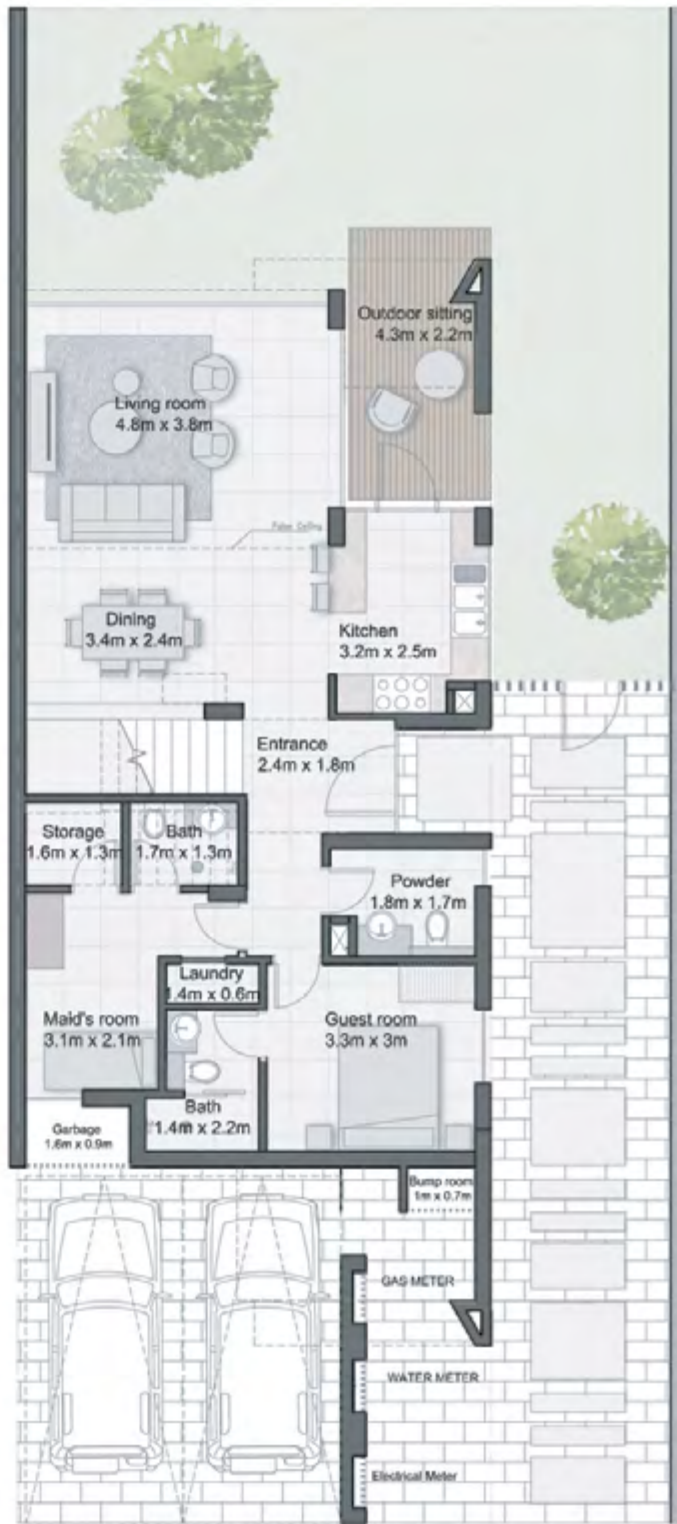 Outdoor sitting
4.3m x 2.2m
Living room
4.8m x 3.8m
False Ceiling
Dining
3.4m x 2.4m
Kitchen
3.2m x 2.5m
Entrance
2.4m x 1.8m
Storage
1.6m x 1.3m
Bath
1.7m x 1.3m
Powder
1.8m x 1.7m
Laundry
1.4m x 0.6m
Maid's room
3.1m x 2.1m
Guest room
3.3m x 3m
Bath
1.4m x 2.2m
Garbage
1.6m x 0.9m
Bump room
1m x 0.7m
GAS METER
WATER METER
Electrical Meter